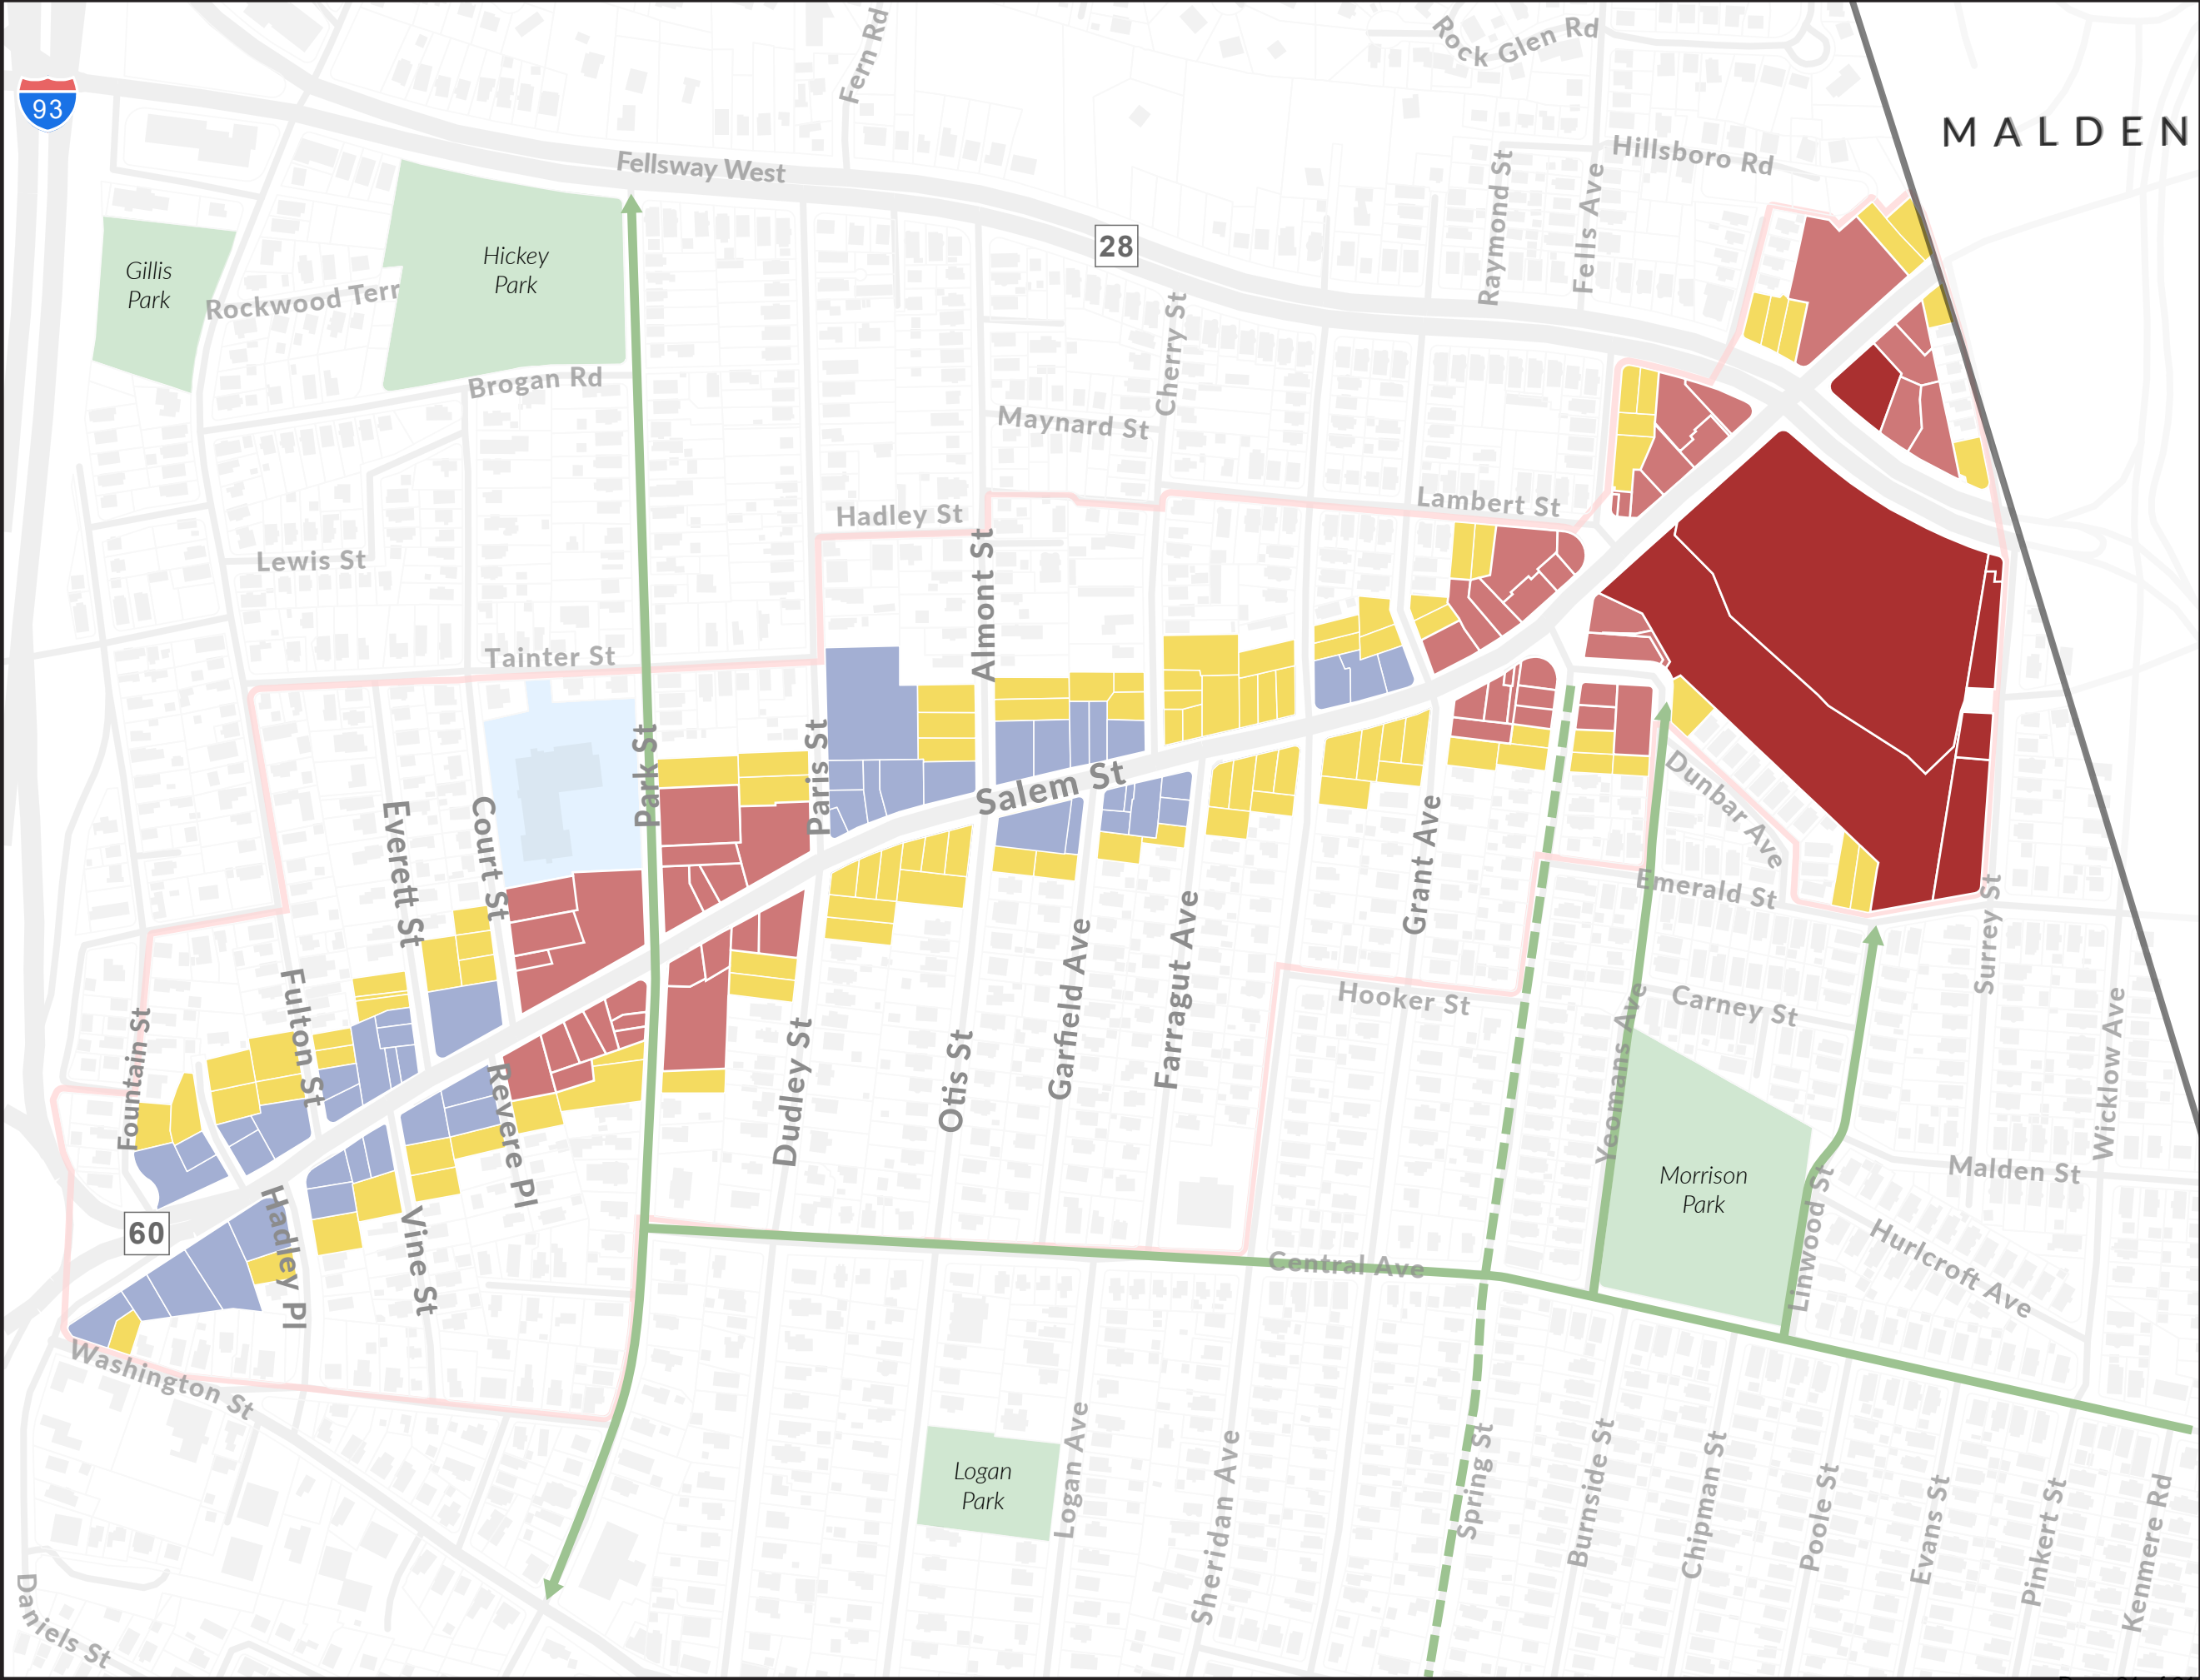 Fern Rd
Rock Glen Rd
93
MALDEN
Hillsboro Rd
Fellsway West
Raymond St
Fells Ave
28
Hickey
Park
Gillis
Park
Rockwood Terr
Cherry St
Brogan Rd
Maynard St
Lambert St
Hadley St
Almont St
Lewis St
Tainter St
Park St
Paris St
Salem St
Dunbar Ave
Everett St
Court St
Grant Ave
Emerald St
Surrey St
Farragut Ave
Garfield Ave
Fulton St
Hooker St
Yeomans Ave
Carney St
Wicklow Ave
Fountain St
Dudley St
Otis St
Revere Pl
Malden St
Morrison
Park
Linwood St
Hadley Pl
60
Vine St
Hurlcroft Ave
Central Ave
Washington St
Logan
Park
Logan Ave
Sheridan Ave
Spring St
Burnside St
Chipman St
Poole St
Evans St
Pinkert St
Kenmere Rd
Daniels St